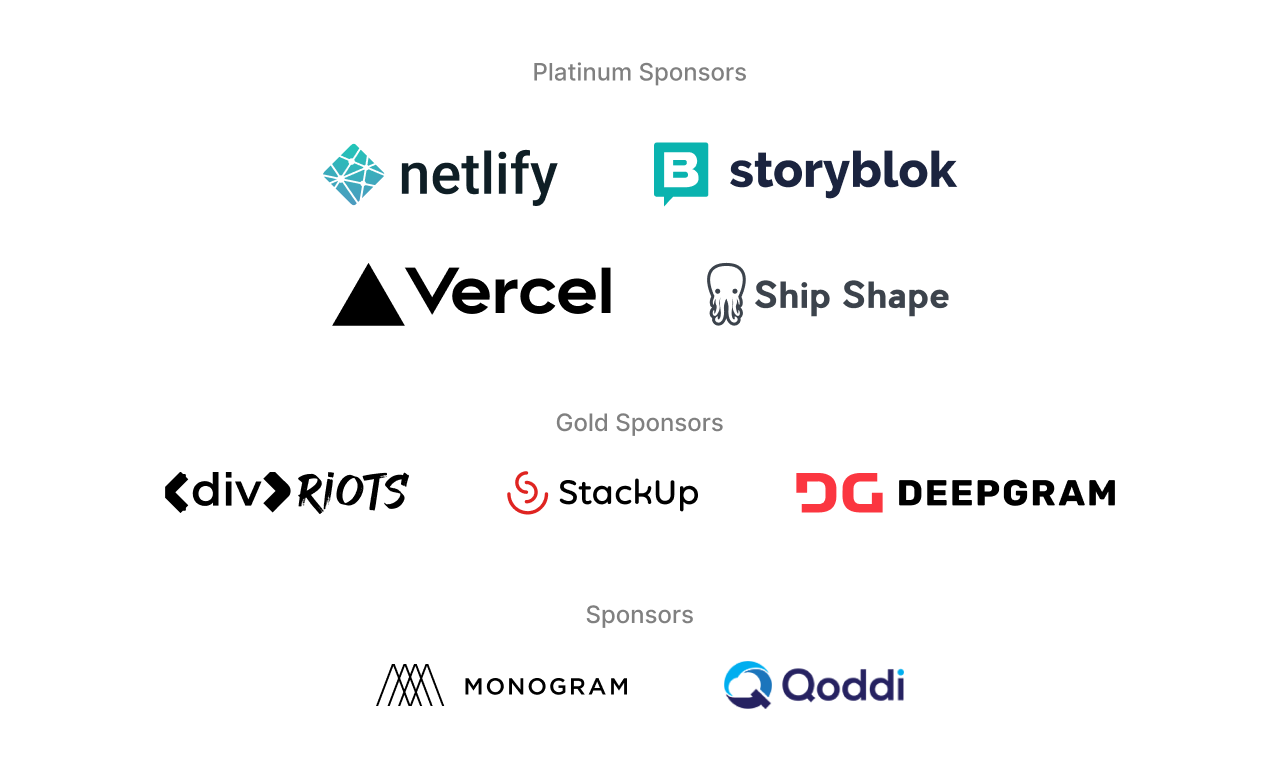 Platinum Sponsors
netlify
storyblok
Vercel
Ship Shape
Gold Sponsors
<div>RiOTS
StackUp
DG DEEPGRAM
Sponsors
MONOGRAM
Qoddi